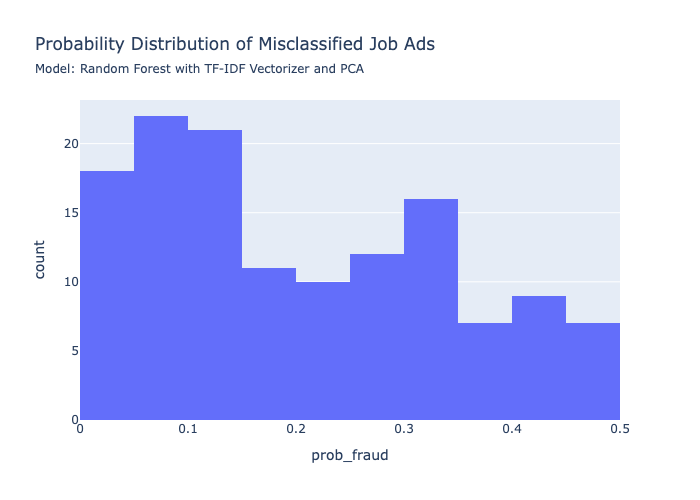 Probability Distribution of Misclassified Job Ads
Model: Random Forest with TF-IDF Vectorizer and PCA
20
15
10
5
0
count
0 0.1 0.2 0.3 0.4 0.5
prob_fraud